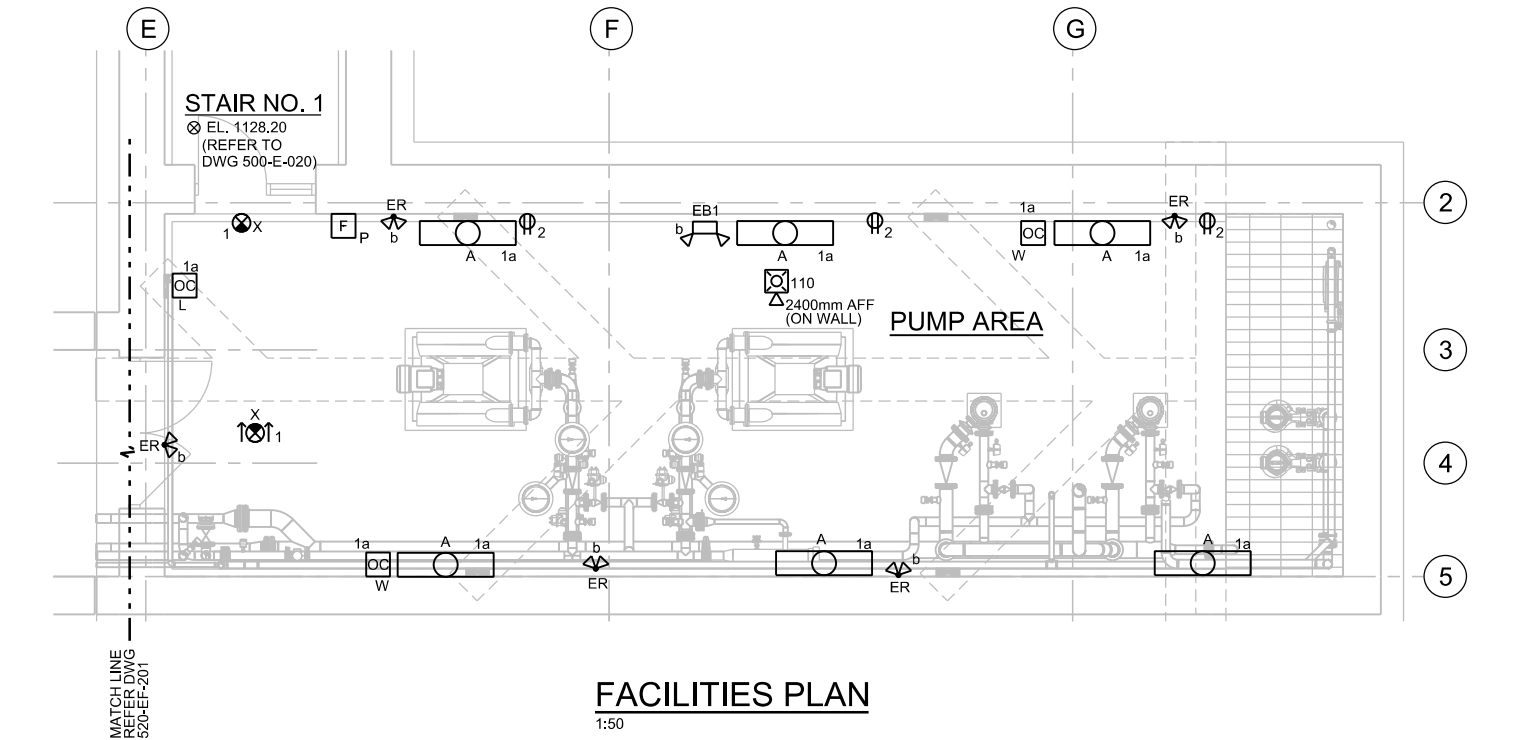 E
F
G
STAIR NO. 1
EL. 1128.20
(REFER TO
DWG 500-E-020)
2
1
X
F
P
ER
b
A
1a
2
EB1
b
A
1a
2
1a
OC
W
A
1a
ER
b
2
1a
OC
L
110
2400mm AFF
(ON WALL)
PUMP AREA
3
X
1
ER
b
4
1a
OC
W
A
1a
b
ER
A
1a
b
ER
A
1a
5
MATCH LINE
REFER DWG
520-EF-201
FACILITIES PLAN
1:50